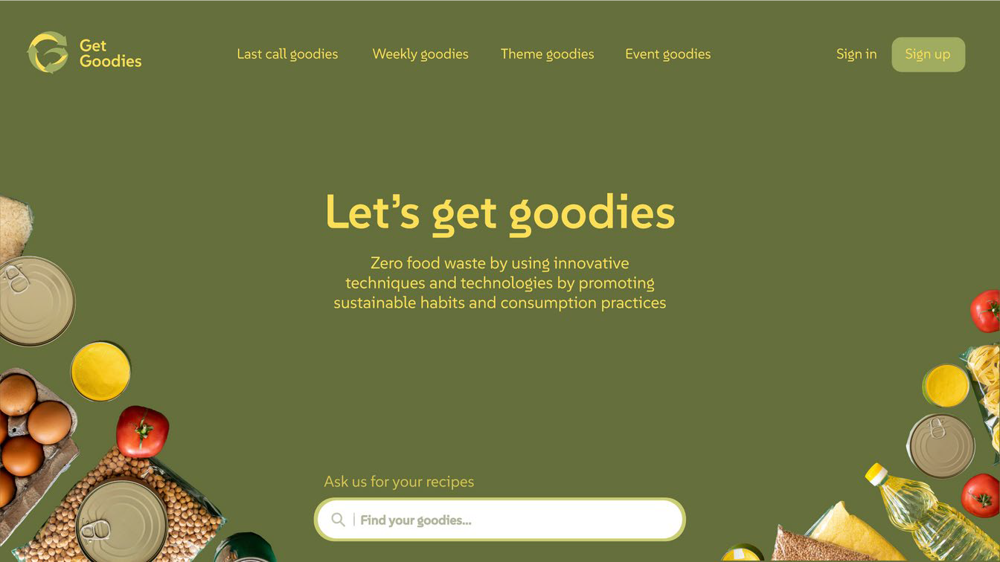 Get
Goodies
Last call goodies
Weekly goodies
Theme goodies
Event goodies
Sign in
Sign up
Let’s get goodies
Zero food waste by using innovative
techniques and technologies by promoting
sustainable habits and consumption practices
Ask us for your recipes
Find your goodies...